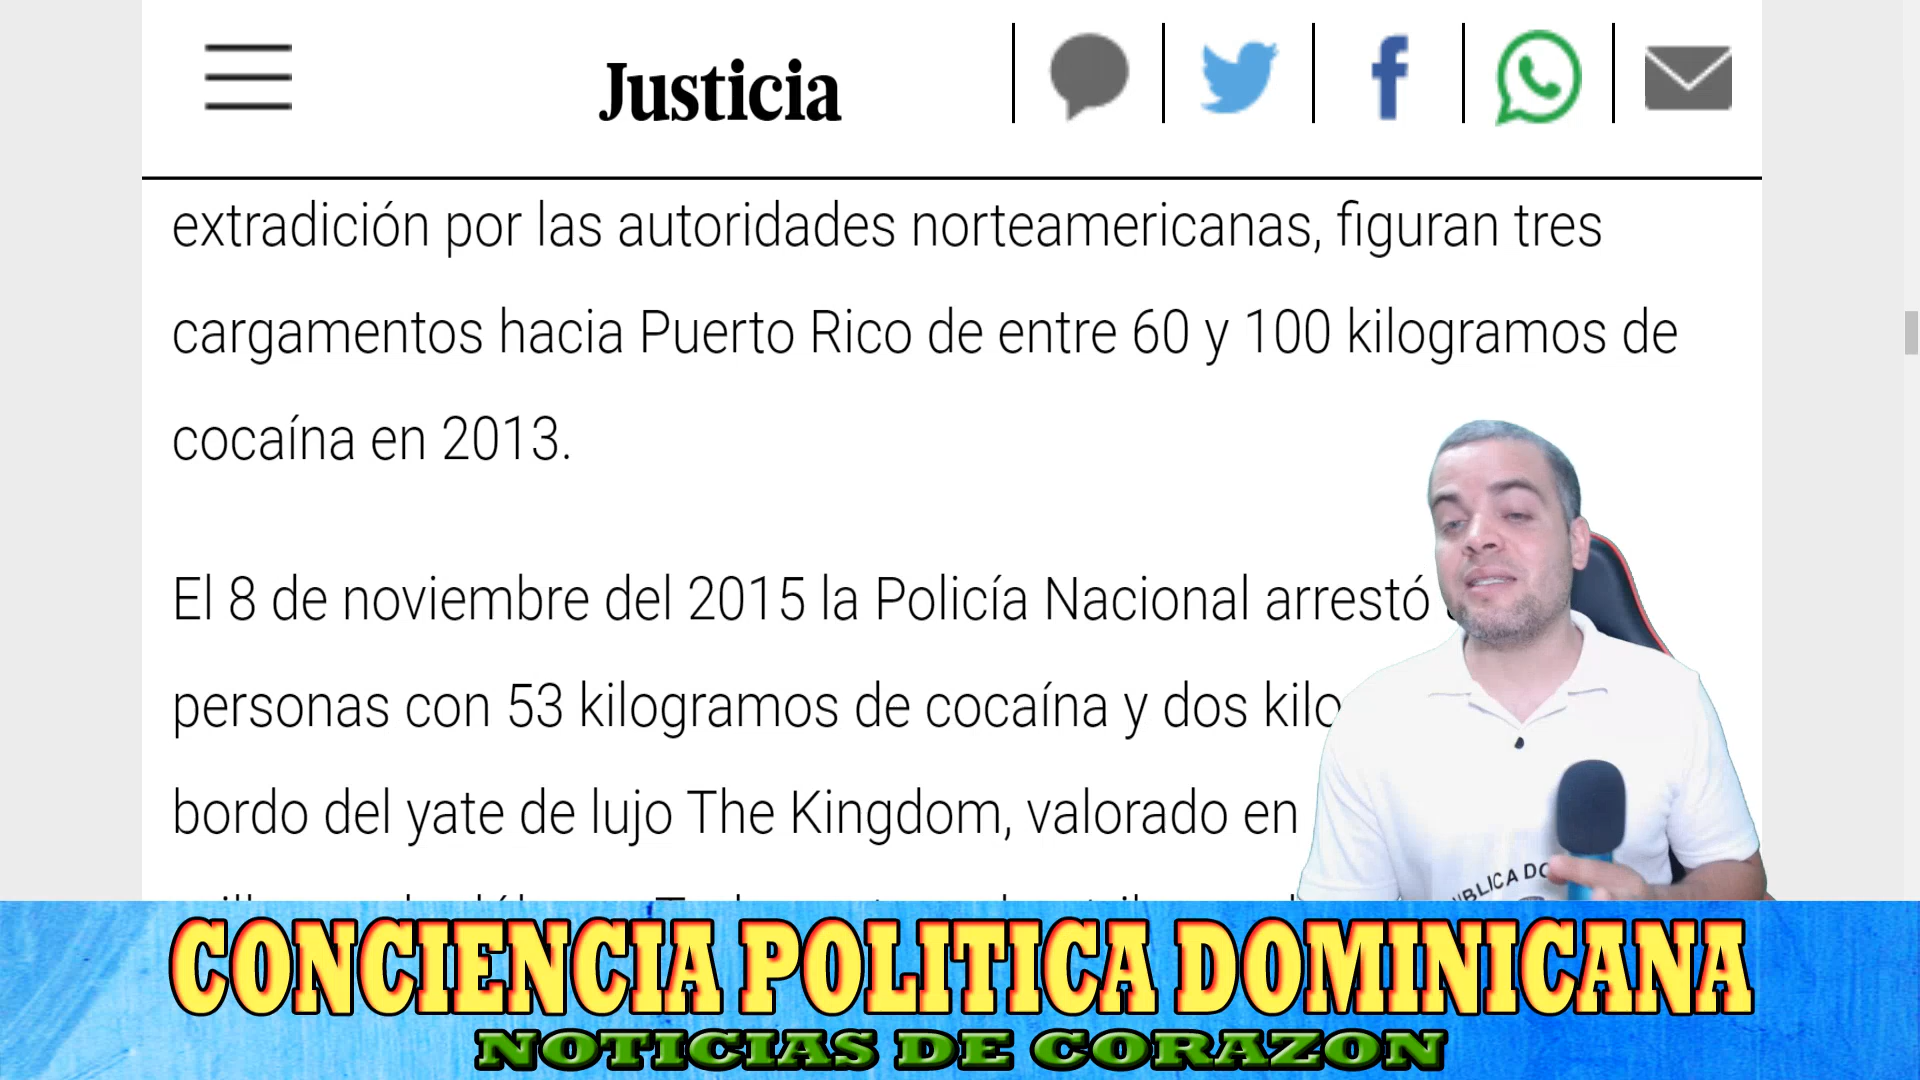 Justicia
extradición por las autoridades norteamericanas, figuran tres
cargamentos hacia Puerto Rico de entre 60 y 100 kilogramos de
cocaína en 2013.
El 8 de noviembre del 2015 la Policía Nacional arrestó
personas con 53 kilogramos de cocaína y dos
bordo del yate de lujo The Kingdom, valorado en
CONCIENCIA POLITICA DOMINICANA
NOTICIAS DE CORAZON